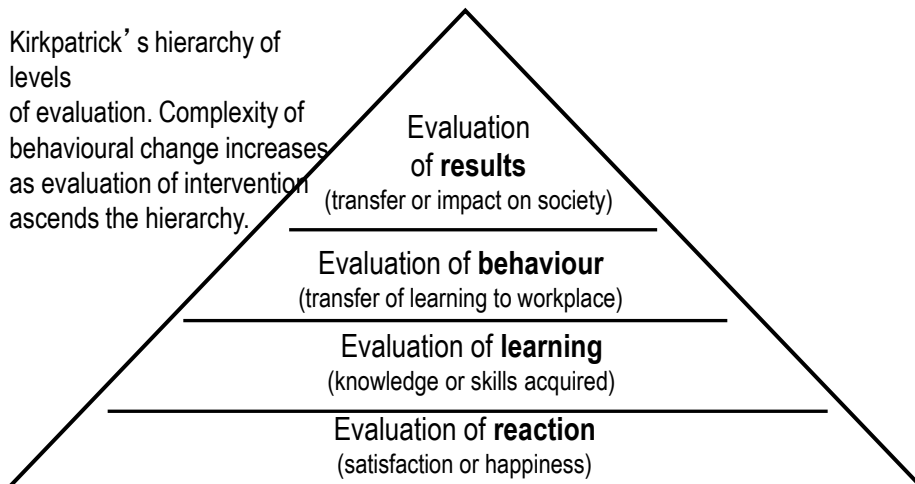 Kirkpatrick’ s hierarchy of
levels
of evaluation. Complexity of
behavioural change increases
as evaluation of intervention
ascends the hierarchy.
Evaluation
of results
(transfer or impact on society)
Evaluation of behaviour
(transfer of learning to workplace)
Evaluation of learning
(knowledge or skills acquired)
Evaluation of reaction
(satisfaction or happiness)